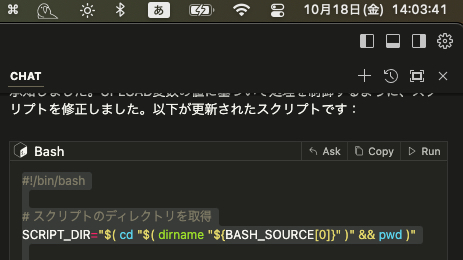 あ 10月18日(金) 14:03:41
CHAT
承知しました。UPLOAD変数の値に基づいて処理を制御するように、スク
リプトを修正しました。以下が更新されたスクリプトです：
Bash Ask Copy Run
#!/bin/bash
# スクリプトのディレクトリを取得
SCRIPT_DIR="$( cd "$( dirname "${BASH_SOURCE[0]}" )" && pwd )"